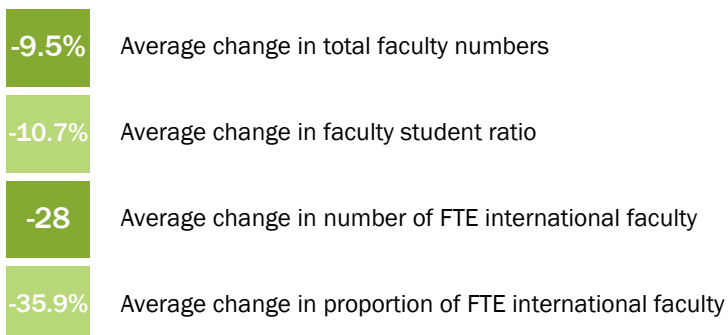 -9.5% Average change in total faculty numbers
-10.7% Average change in faculty student ratio
-28 Average change in number of FTE international faculty
-35.9% Average change in proportion of FTE international faculty